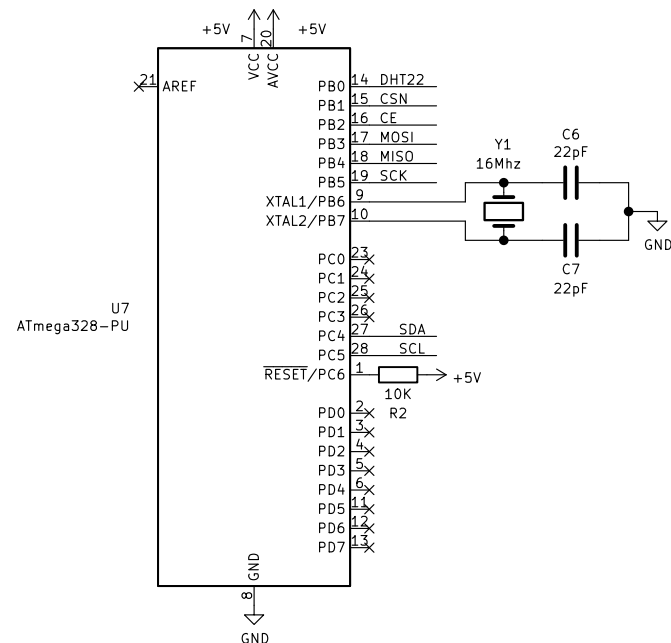 +5V
+5V
7
20
VCC
AVCC
21
AREF
PB0 14 DHT22
PB1 15 CSN
PB2 16 CE
PB3 17 MOSI
PB4 18 MISO
PB5 19 SCK
XTAL1/PB6 9
XTAL2/PB7 10
Y1
16Mhz
C6
22pF
C7
22pF
GND
PC0 23
PC1 24
PC2 25
PC3 26
PC4 27 SDA
PC5 28 SCL
RESET/PC6 1
+5V
10K
R2
U7
ATmega328-PU
PD0 2
PD1 3
PD2 4
PD3 5
PD4 6
PD5 11
PD6 12
PD7 13
GND
8
GND